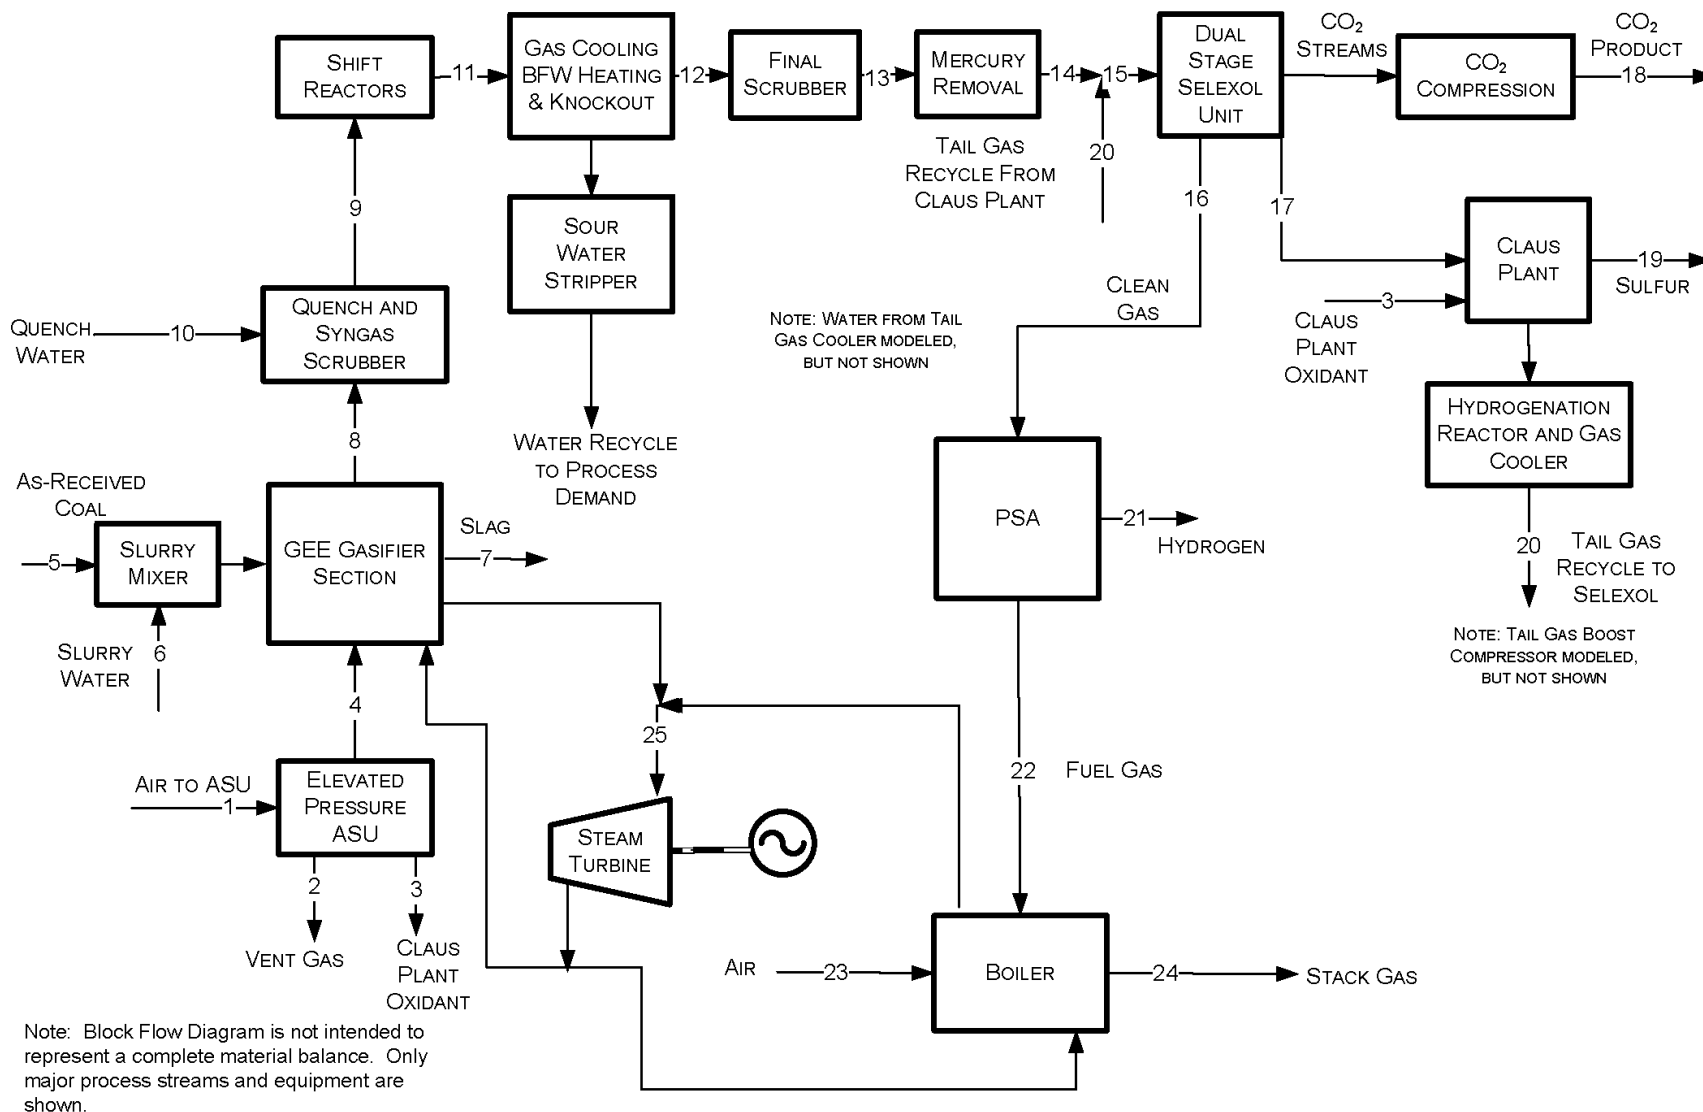 Shift
Reactors
11
Gas Cooling
BFW Heating
& Knockout
12
Final
Scrubber
13
Mercury
Removal
14
15
Dual
Stage
Selexol
Unit
CO2
Streams
CO2
Compression
CO2
Product
18
20
Tail Gas
Recycle From
Claus Plant
16
17
9
Sour
Water
Stripper
Claus
Plant
19
Sulfur
3
Claus
Plant
Oxidant
Clean
Gas
Note: Water from Tail
Gas Cooler modeled,
but not shown
Quench
Water
10
Quench and
Syngas
Scrubber
8
Water Recycle
to Process
Demand
Hydrogenation
Reactor and Gas
Cooler
As-Received
Coal
5
Slurry
Mixer
GEE Gasifier
Section
Slag
7
PSA
21
Hydrogen
20
Tail Gas
Recycle to
Selexol
Note: Tail Gas Boost
Compressor modeled,
but not shown
Slurry
Water
6
4
25
22
Fuel Gas
Air to ASU
1
Elevated
Pressure
ASU
Steam
Turbine
2
3
Vent Gas
Claus
Plant
Oxidant
Air
23
Boiler
24
Stack Gas
Note: Block Flow Diagram is not intended to
represent a complete material balance. Only
major process streams and equipment are
shown.